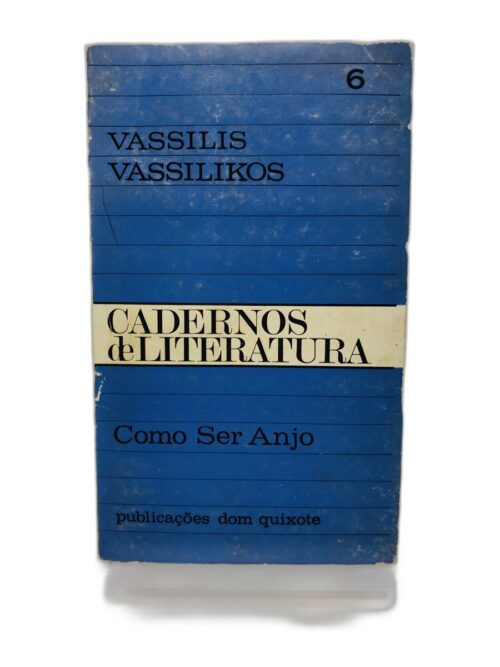 6
VASSILIS
VASSILIKOS
CADERNOS
de LITERATURA
Como Ser Anjo
publicações dom quixote